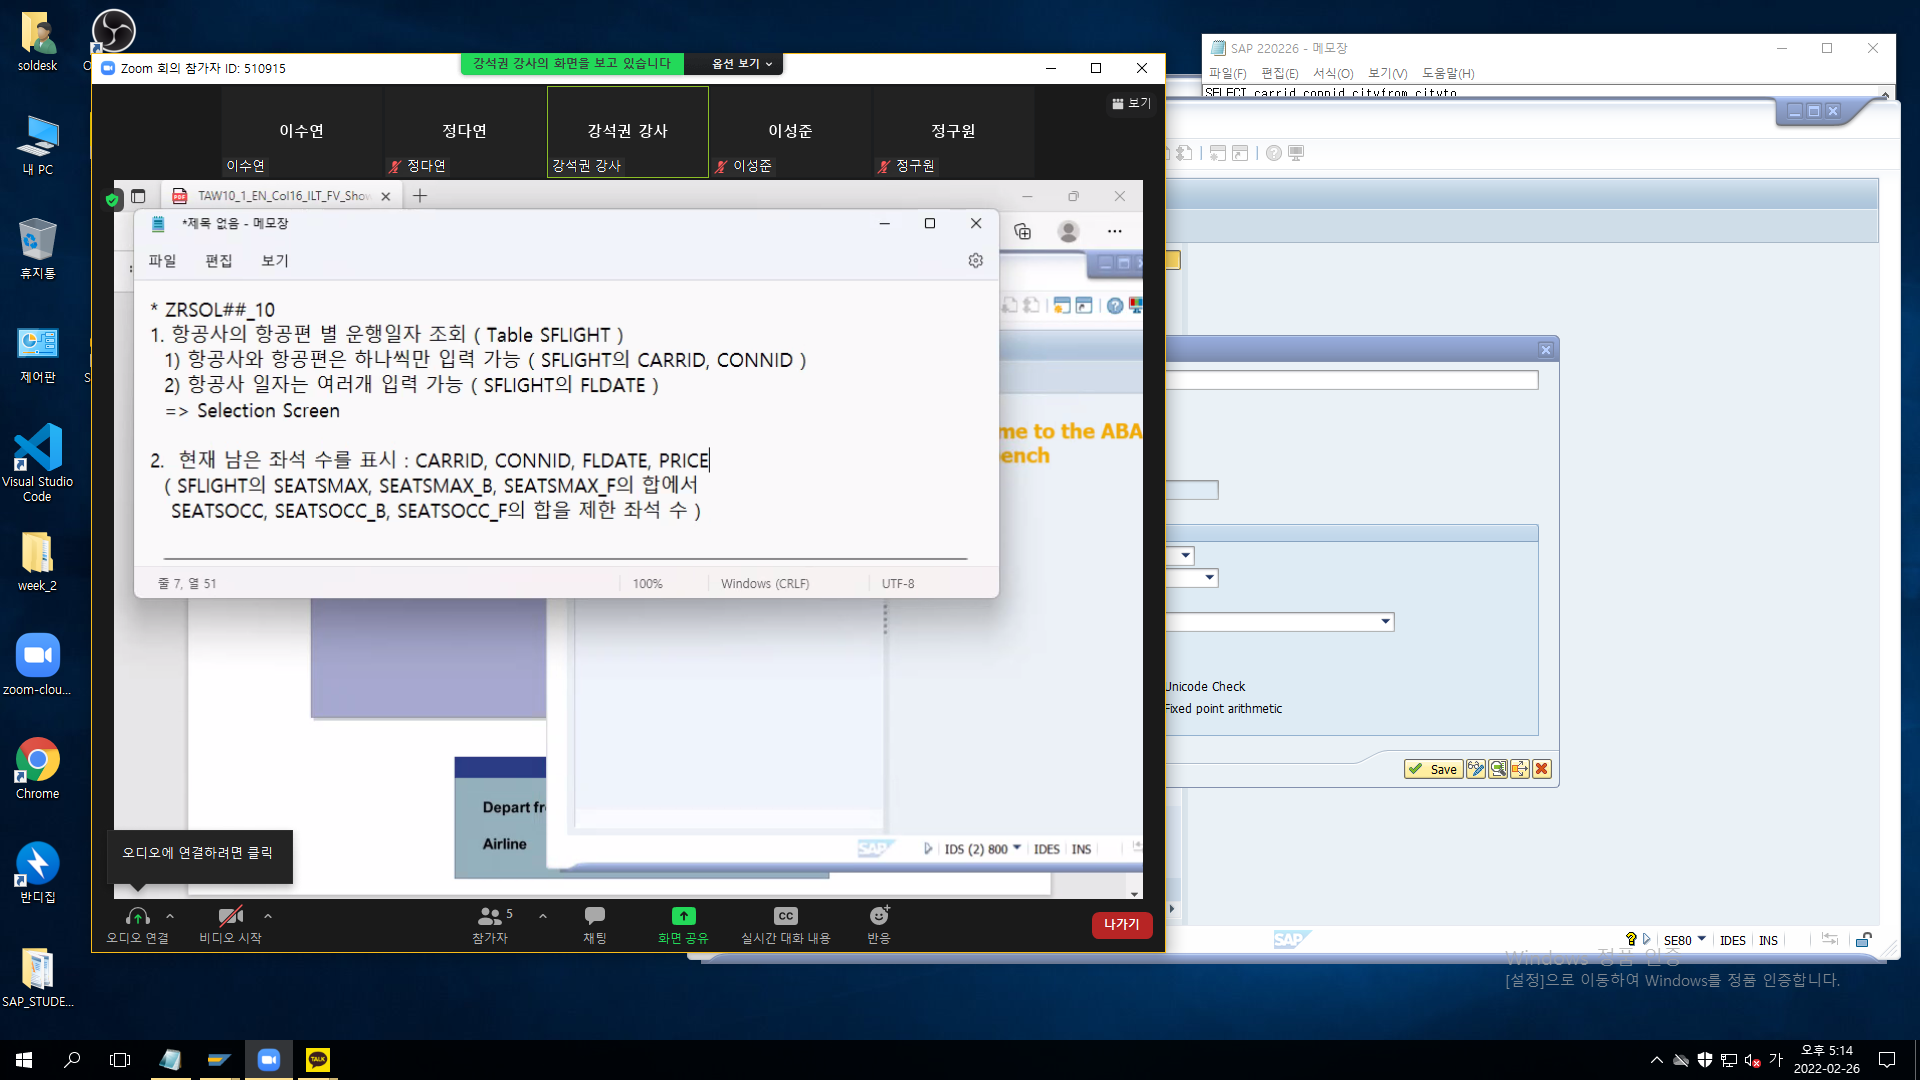 soldesk
내 PC
휴지통
제어판
Visual Studio
Code
week_2
zoom-clou...
Chrome
반디집
SAP_STUDE...
Zoom 회의 참가자 ID: 510915
강석권 강사의 화면을 보고 있습니다
옵션 보기
보기
이수연
정다연
강석권 강사
이성준
정구원
이수연
정다연
강석권 강사
이성준
정구원
TAW10_1_EN_Col16_ILT_FV_Show
*제목 없음 - 메모장
파일
편집
보기
* ZRSOL##_10
1. 항공사의 항공편 별 운행일자 조회 ( Table SFLIGHT )
1) 항공사와 항공편은 하나씩만 입력 가능 ( SFLIGHT의 CARRID, CONNID )
2) 항공사 일자는 여러개 입력 가능 ( SFLIGHT의 FLDATE )
=> Selection Screen
2. 현재 남은 좌석 수를 표시 : CARRID, CONNID, FLDATE, PRICE
( SFLIGHT의 SEATSMAX, SEATSMAX_B, SEATSMAX_F의 합에서
SEATSOCC, SEATSOCC_B, SEATSOCC_F의 합을 제한 좌석 수 )
줄 7, 열 51
100%
Windows (CRLF)
UTF-8
me to the ABA
ench
Depart fr
Airline
SAP
IDS (2) 800
IDES
INS
오디오에 연결하려면 클릭
오디오 연결
비디오 시작
5
참가자
채팅
화면 공유
CC
실시간 대화 내용
반응
나가기
SAP 220226 - 메모장
파일(F)
편집(E)
서식(O)
보기(V)
도움말(H)
SELECT carrid connid cityfrom cityto
Unicode Check
Fixed point arithmetic
Save
SAP
SE80
IDES
INS
Windows 정품 인증
[설정]으로 이동하여 Windows를 정품 인증합니다.
TALK
가
오후 5:14
2022-02-26